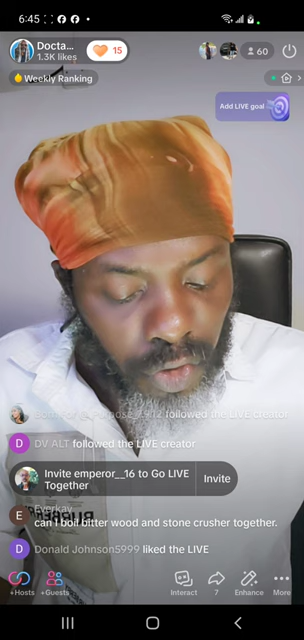 6:45
Docta...
1.3K likes
15
60
Weekly Ranking
Add LIVE goal
followed the LIVE creator
DV ALT followed the LIVE creator
Invite emperor__16 to Go LIVE
Together
Invite
Everkay
can i boil bitter wood and stone crusher together.
Donald Johnson5999 liked the LIVE
+Hosts
+Guests
Interact
7
Enhance
More